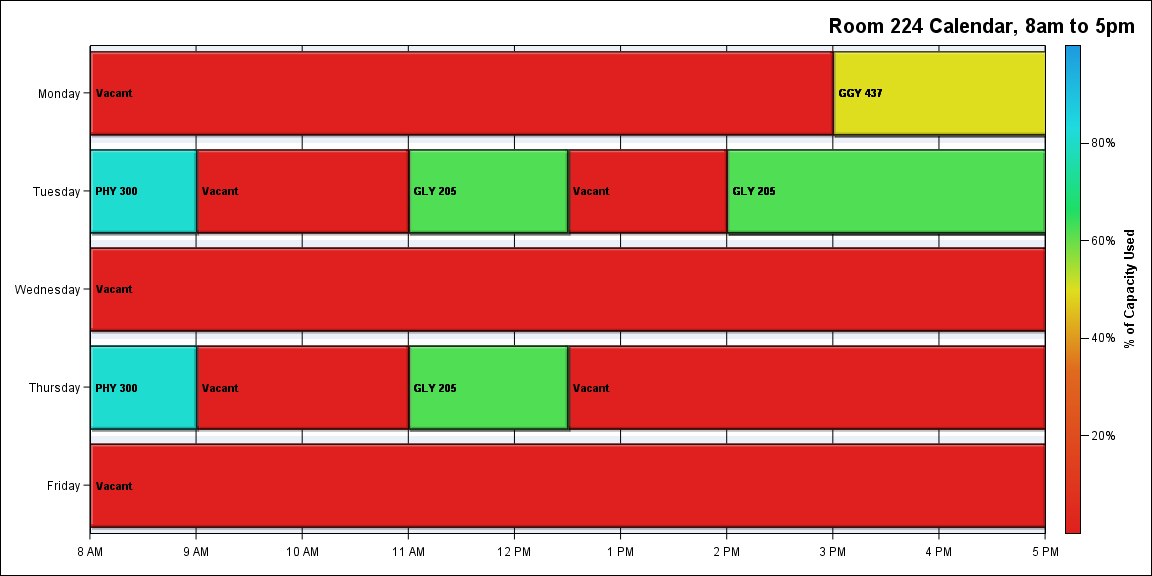 Room 224 Calendar, 8am to 5pm
Monday
Vacant
GGY 437
Tuesday
PHY 300
Vacant
GLY 205
Vacant
GLY 205
Wednesday
Vacant
Thursday
PHY 300
Vacant
GLY 205
Vacant
Friday
Vacant
8 AM
9 AM
10 AM
11 AM
12 PM
1 PM
2 PM
3 PM
4 PM
5 PM
80%
60%
40%
20%
% of Capacity Used